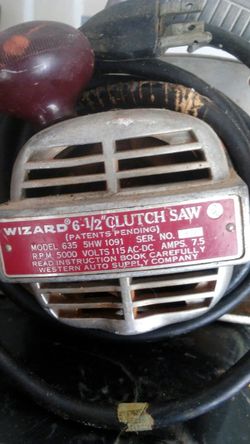 WIZARD® 6-1/2" CLUTCH SAW
(PATENTS PENDING)
MODEL 635 5HW 1091 SER. NO.
R.P.M. 5000 VOLTS 115 AC-DC AMPS. 7.5
READ INSTRUCTION BOOK CAREFULLY
WESTERN AUTO SUPPLY COMPANY